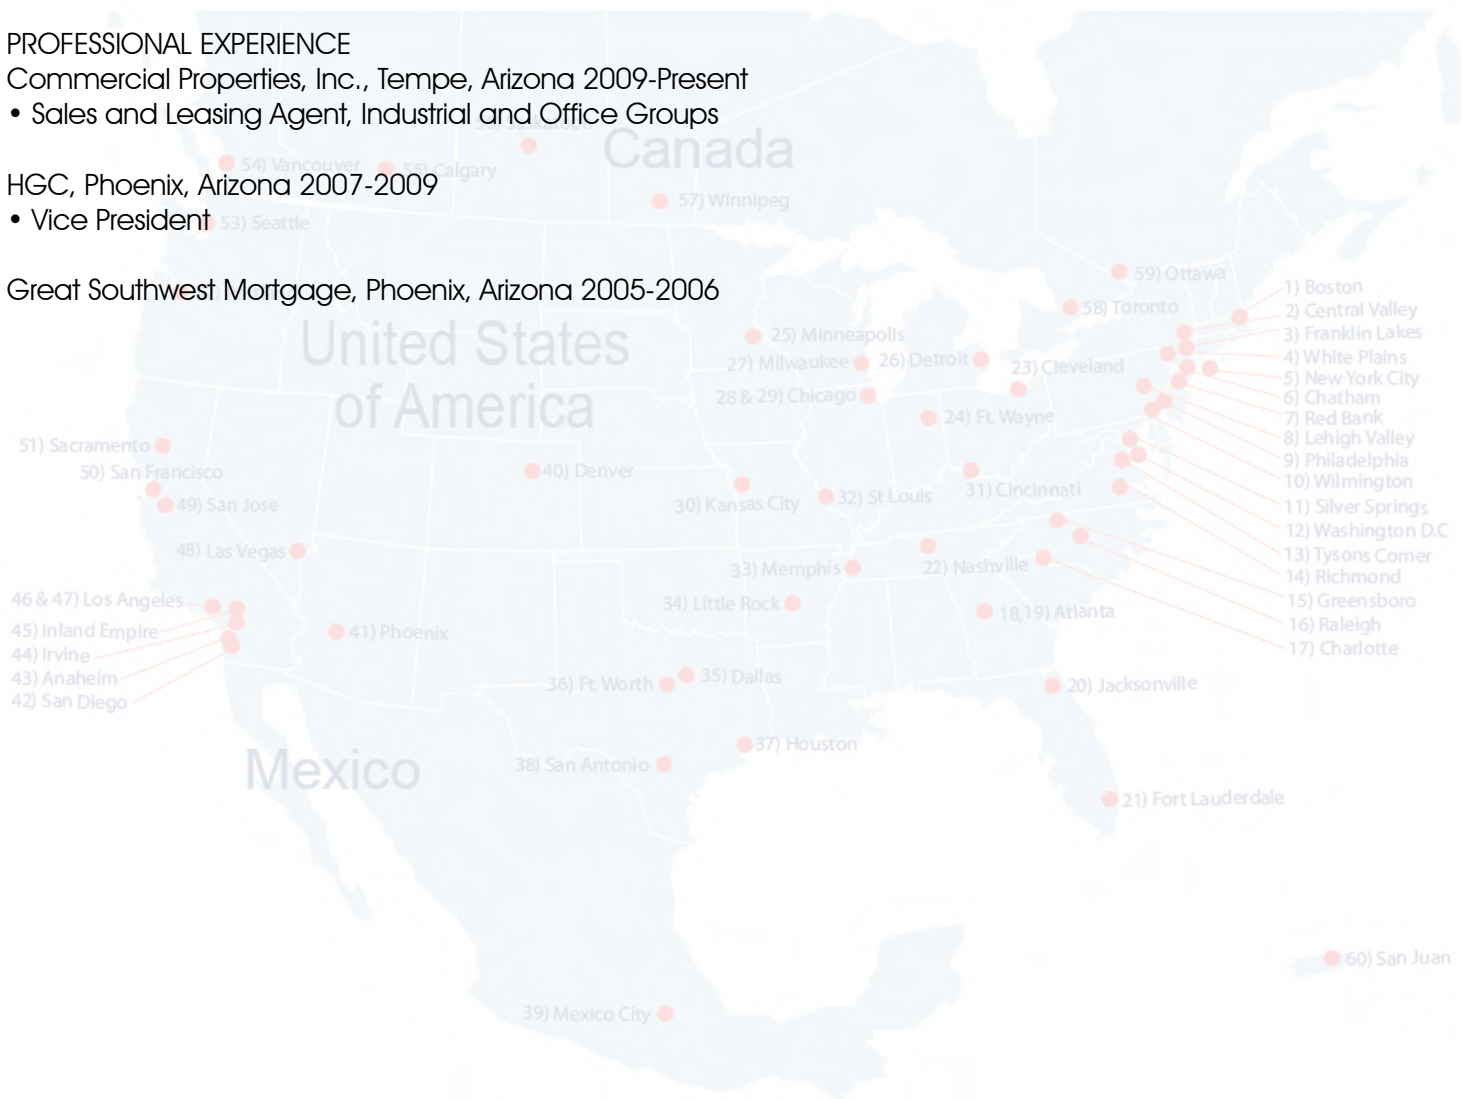 PROFESSIONAL EXPERIENCE
Commercial Properties, Inc., Tempe, Arizona 2009-Present
• Sales and Leasing Agent, Industrial and Office Groups
HGC, Phoenix, Arizona 2007-2009
• Vice President
Great Southwest Mortgage, Phoenix, Arizona 2005-2006
Canada
54) Vancouver
55) Calgary
57) Winnipeg
53) Seattle
59) Ottawa
58) Toronto
United States
of America
25) Minneapolis
27) Milwaukee
26) Detroit
23) Cleveland
28 & 29) Chicago
24) Ft. Wayne
1) Boston
2) Central Valley
3) Franklin Lakes
4) White Plains
5) New York City
6) Chatham
7) Red Bank
8) Lehigh Valley
9) Philadelphia
10) Wilmington
11) Silver Springs
12) Washington D.C
13) Tysons Corner
14) Richmond
15) Greensboro
16) Raleigh
17) Charlotte
51) Sacramento
50) San Francisco
49) San Jose
40) Denver
30) Kansas City
32) St Louis
31) Cincinnati
48) Las Vegas
33) Memphis
22) Nashville
46 & 47) Los Angeles
45) Inland Empire
44) Irvine
43) Anaheim
42) San Diego
41) Phoenix
34) Little Rock
18,19) Atlanta
36) Ft. Worth
35) Dallas
20) Jacksonville
Mexico
38) San Antonio
37) Houston
21) Fort Lauderdale
60) San Juan
39) Mexico City